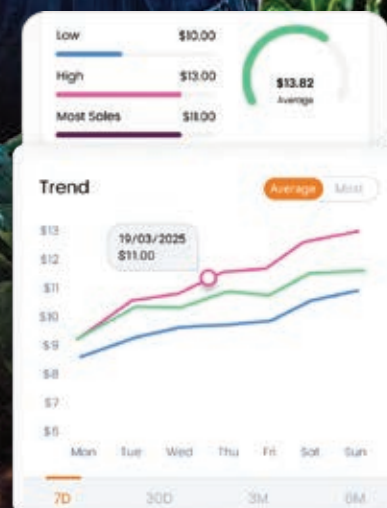 Low $10.00
High $13.00
$13.82
Average
Most Sales $11.00
Trend
Average Most
$13
19/03/2025
$12
$11.00
$11
$10
$9
$8
$7
$6
Mon Tue Wed Thu Fri Sat Sun
7D 30D 3M 6M